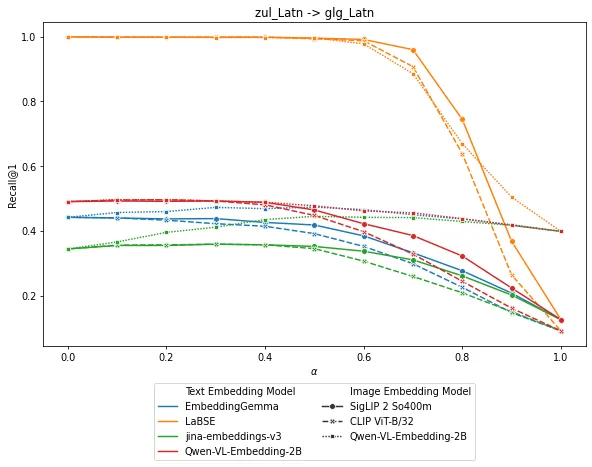 zul_Latn -> glg_Latn
Recall@1
1.0
0.8
0.6
0.4
0.2
0.0 0.2 0.4 0.6 0.8 1.0
α
Text Embedding Model
EmbeddingGemma
LaBSE
jina-embeddings-v3
Qwen-VL-Embedding-2B
Image Embedding Model
SigLIP 2 So400m
CLIP ViT-B/32
Qwen-VL-Embedding-2B